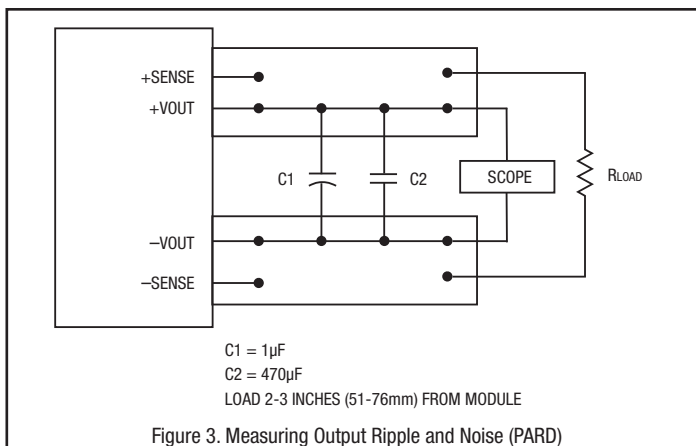 +SENSE
+VOUT
C1
C2
SCOPE
RLOAD
−VOUT
−SENSE
C1 = 1µF
C2 = 470µF
LOAD 2-3 INCHES (51-76mm) FROM MODULE
Figure 3. Measuring Output Ripple and Noise (PARD)